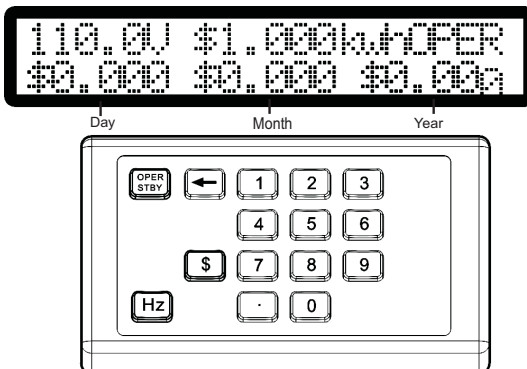 110.0V $1.000kwhOPER
$0.000 $0.000 $0.000
Day Month Year
OPER STBY ← 1 2 3
4 5 6
$ 7 8 9
Hz . 0